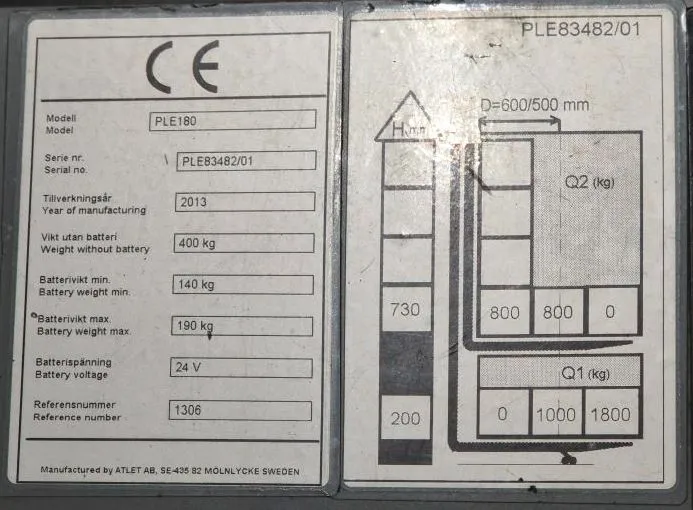 CE
Modell
Model
PLE180
Serie nr.
Serial no.
PLE83482/01
Tillverkningsår
Year of manufacturing
2013
Vikt utan batteri
Weight without battery
400 kg
Batterivikt min.
Battery weight min.
140 kg
Batterivikt max.
Battery weight max.
190 kg
Batterispänning
Battery voltage
24 V
Referensnummer
Reference number
1306
Manufactured by ATLET AB, SE-435 82 MÖLNLYCKE SWEDEN
PLE83482/01
D=600/500 mm
H
Q2 (kg)
730
800 800 0
Q1 (kg)
200
0 1000 1800